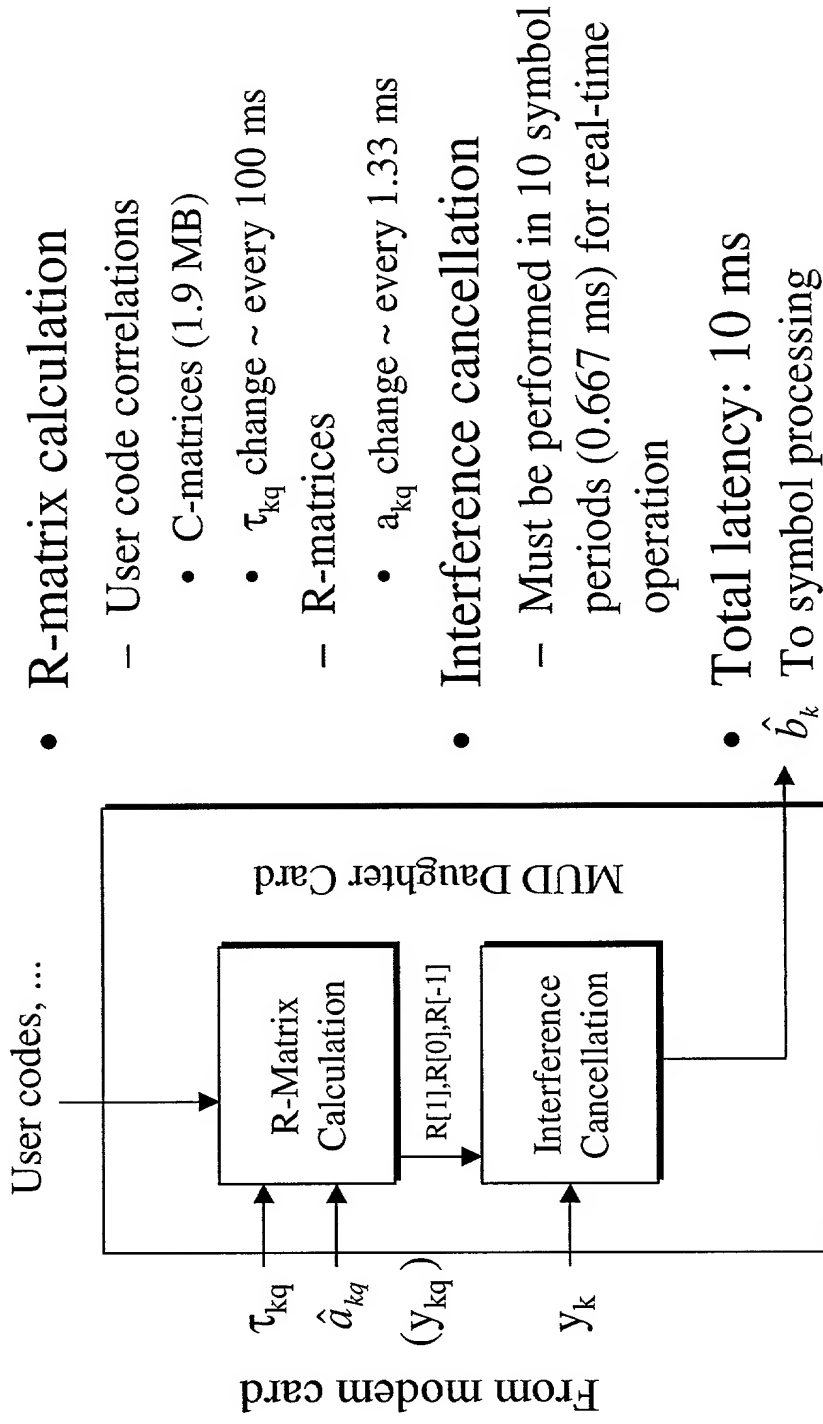 User codes, ...
From modem card
τkq
âkq
(ykq)
yk
R-Matrix
Calculation
R[1],R[0],R[-1]
Interference
Cancellation
MUD Daughter Card
• R-matrix calculation
– User code correlations
• C-matrices (1.9 MB)
• τkq change ~ every 100 ms
– R-matrices
• akq change ~ every 1.33 ms
• Interference cancellation
– Must be performed in 10 symbol
periods (0.667 ms) for real-time
operation
• Total latency: 10 ms
b̂k To symbol processing